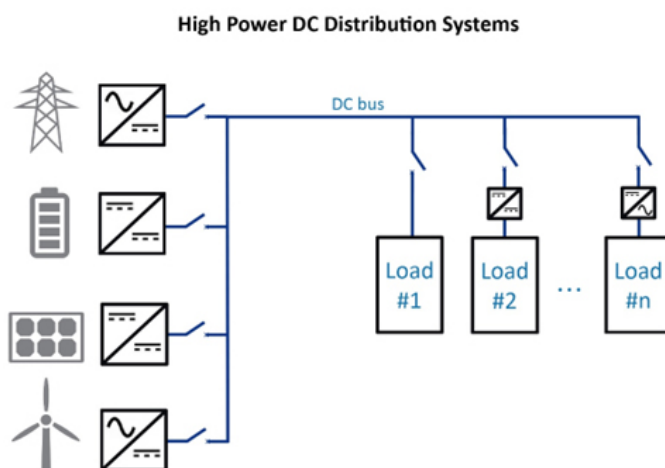 High Power DC Distribution Systems
DC bus
Load
#1
Load
#2
...
Load
#n